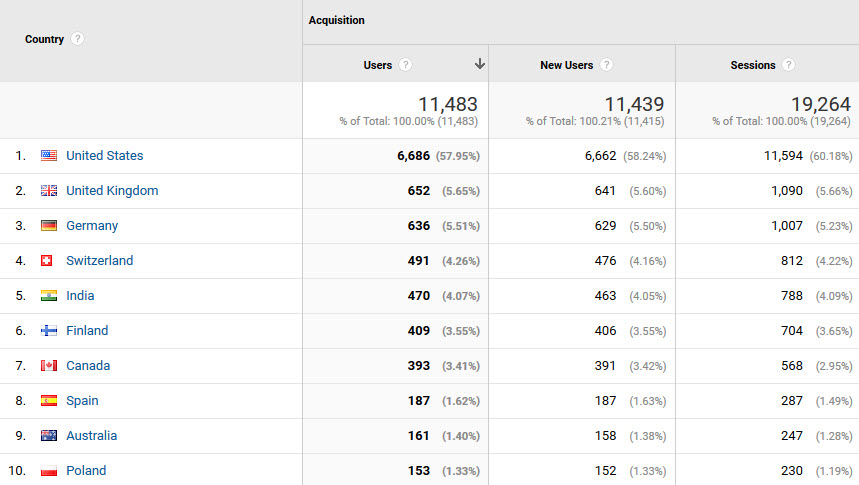 Acquisition
Country ?
Users ? New Users ? Sessions ?
11,483 11,439 19,264
% of Total: 100.00% (11,483) % of Total: 100.21% (11,415) % of Total: 100.00% (19,264)
1. United States 6,686 (57.95%) 6,662 (58.24%) 11,594 (60.18%)
2. United Kingdom 652 (5.65%) 641 (5.60%) 1,090 (5.66%)
3. Germany 636 (5.51%) 629 (5.50%) 1,007 (5.23%)
4. Switzerland 491 (4.26%) 476 (4.16%) 812 (4.22%)
5. India 470 (4.07%) 463 (4.05%) 788 (4.09%)
6. Finland 409 (3.55%) 406 (3.55%) 704 (3.65%)
7. Canada 393 (3.41%) 391 (3.42%) 568 (2.95%)
8. Spain 187 (1.62%) 187 (1.63%) 287 (1.49%)
9. Australia 161 (1.40%) 158 (1.38%) 247 (1.28%)
10. Poland 153 (1.33%) 152 (1.33%) 230 (1.19%)